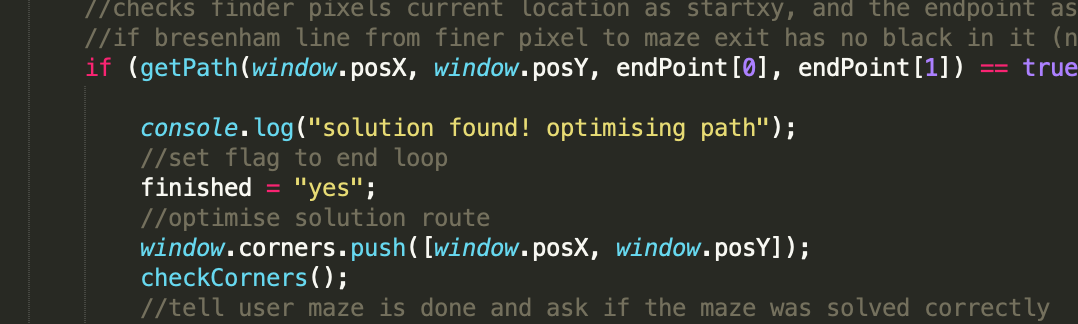 //checks finder pixels current location as startxy, and the endpoint as
//if bresenham line from finer pixel to maze exit has no black in it (n
if (getPath(window.posX, window.posY, endPoint[0], endPoint[1]) == true
console.log("solution found! optimising path");
//set flag to end loop
finished = "yes";
//optimise solution route
window.corners.push([window.posX, window.posY]);
checkCorners();
//tell user maze is done and ask if the maze was solved correctly